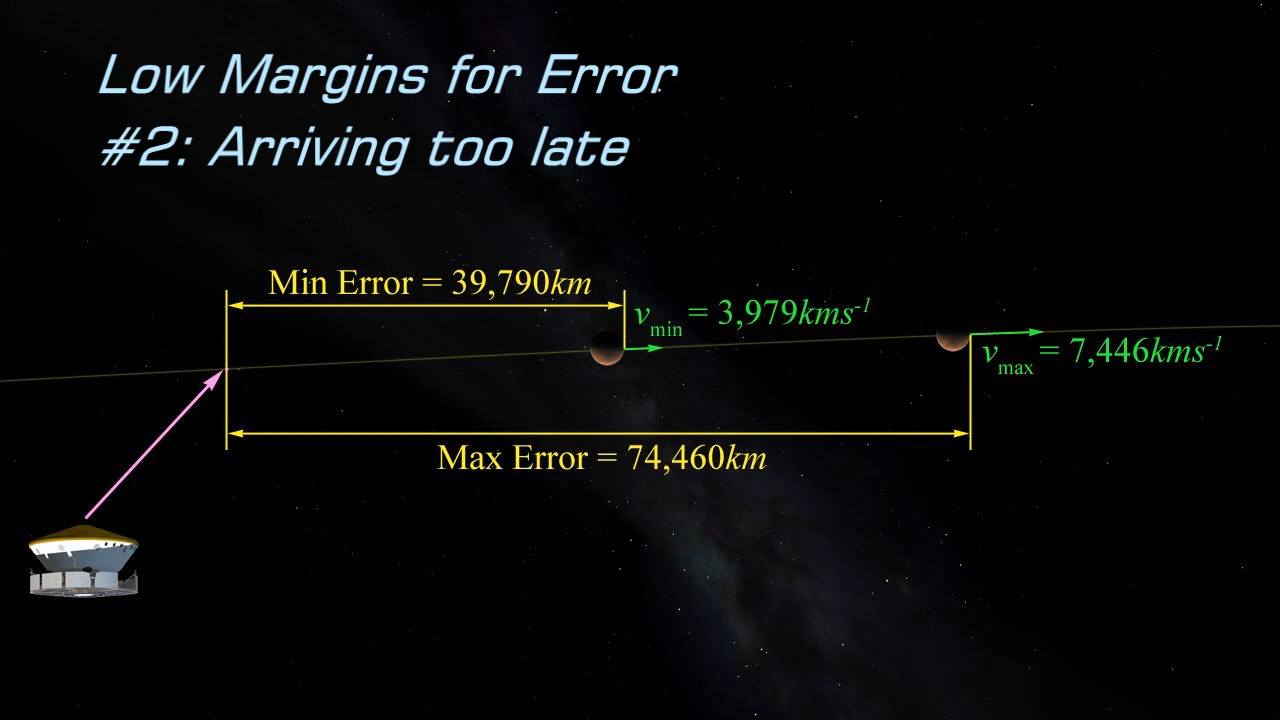 Low Margins for Error
#2: Arriving too late
Min Error = 39,790km
vmin = 3,979kms⁻¹
vmax = 7,446kms⁻¹
Max Error = 74,460km